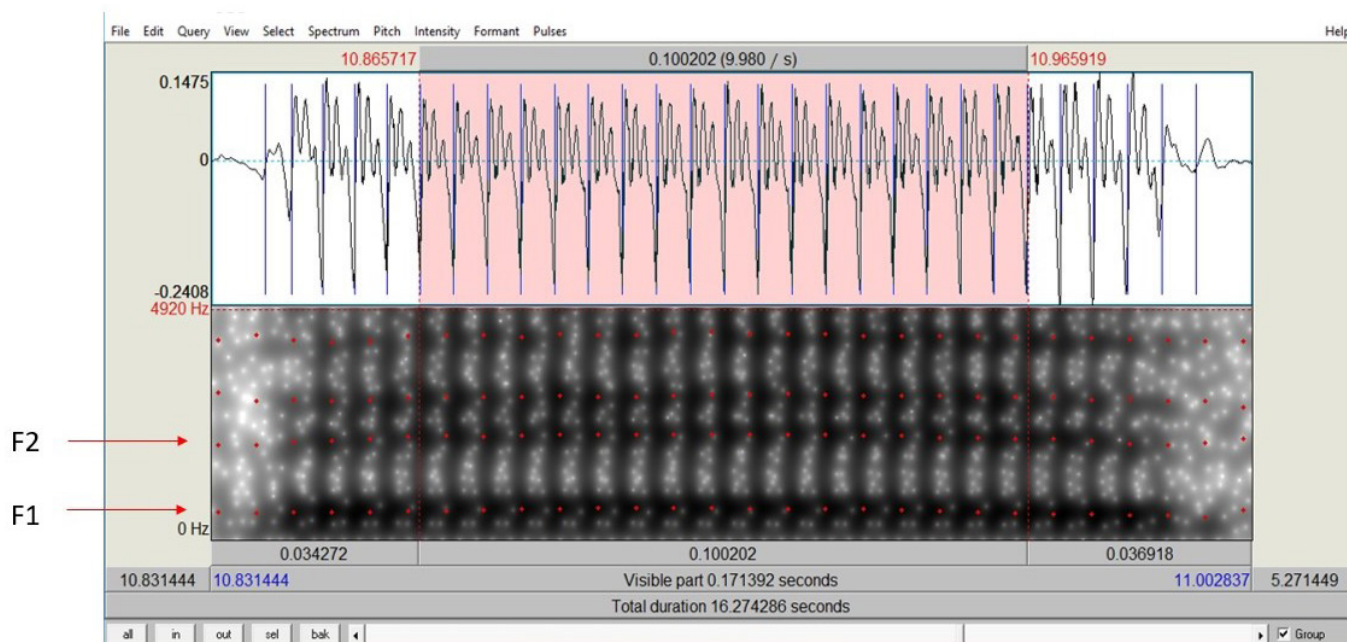 File Edit Query View Select Spectrum Pitch Intensity Formant Pulses Help
10.865717 0.100202 (9.980 / s) 10.965919
0.1475
0
-0.2408
4920 Hz
F2
F1
0 Hz
0.034272 0.100202 0.036918
10.831444 10.831444 Visible part 0.171392 seconds 11.002837 5.271449
Total duration 16.274286 seconds
all in out sel bak Group